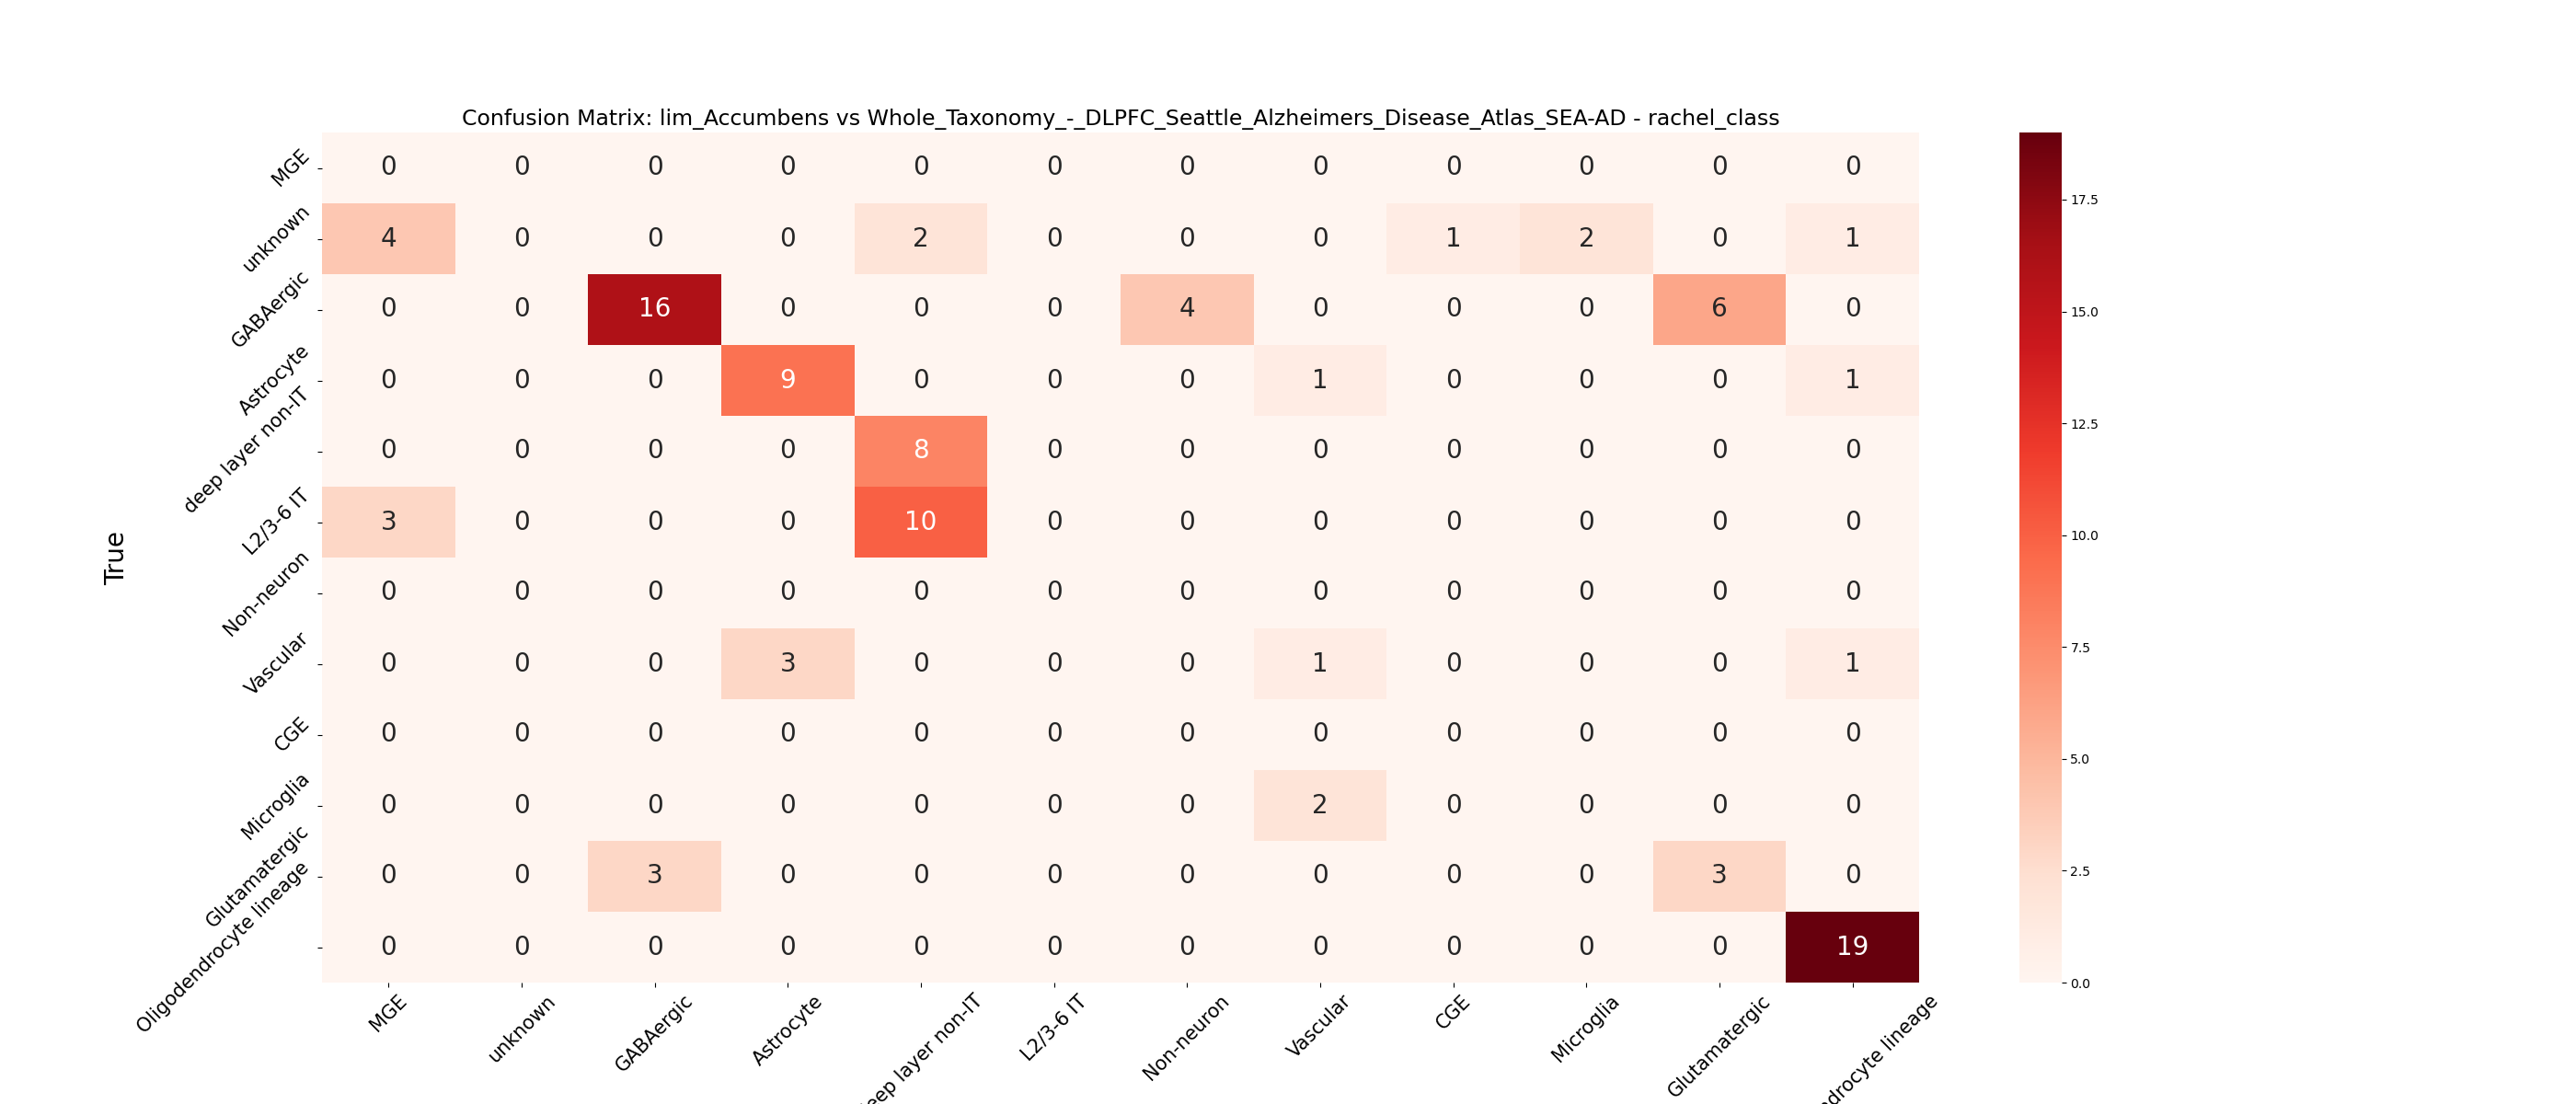 Confusion Matrix: lim_Accumbens vs Whole_Taxonomy_-_DLPFC_Seattle_Alzheimers_Disease_Atlas_SEA-AD - rachel_class
MGE 0 0 0 0 0 0 0 0 0 0 0 0
unknown 4 0 0 0 2 0 0 0 1 2 0 1
GABAergic 0 0 16 0 0 0 4 0 0 0 6 0
Astrocyte 0 0 0 9 0 0 0 1 0 0 0 1
deep layer non-IT 0 0 0 0 8 0 0 0 0 0 0 0
L2/3-6 IT 3 0 0 0 10 0 0 0 0 0 0 0
Non-neuron 0 0 0 0 0 0 0 0 0 0 0 0
Vascular 0 0 0 3 0 0 0 1 0 0 0 1
CGE 0 0 0 0 0 0 0 0 0 0 0 0
Microglia 0 0 0 0 0 0 0 2 0 0 0 0
Glutamatergic 0 0 3 0 0 0 0 0 0 0 3 0
Oligodendrocyte lineage 0 0 0 0 0 0 0 0 0 0 0 19
True
MGE unknown GABAergic Astrocyte layer non-IT L2/3-6 IT Non-neuron Vascular CGE Microglia Glutamatergic lineage
17.5
15.0
12.5
10.0
7.5
5.0
2.5
0.0